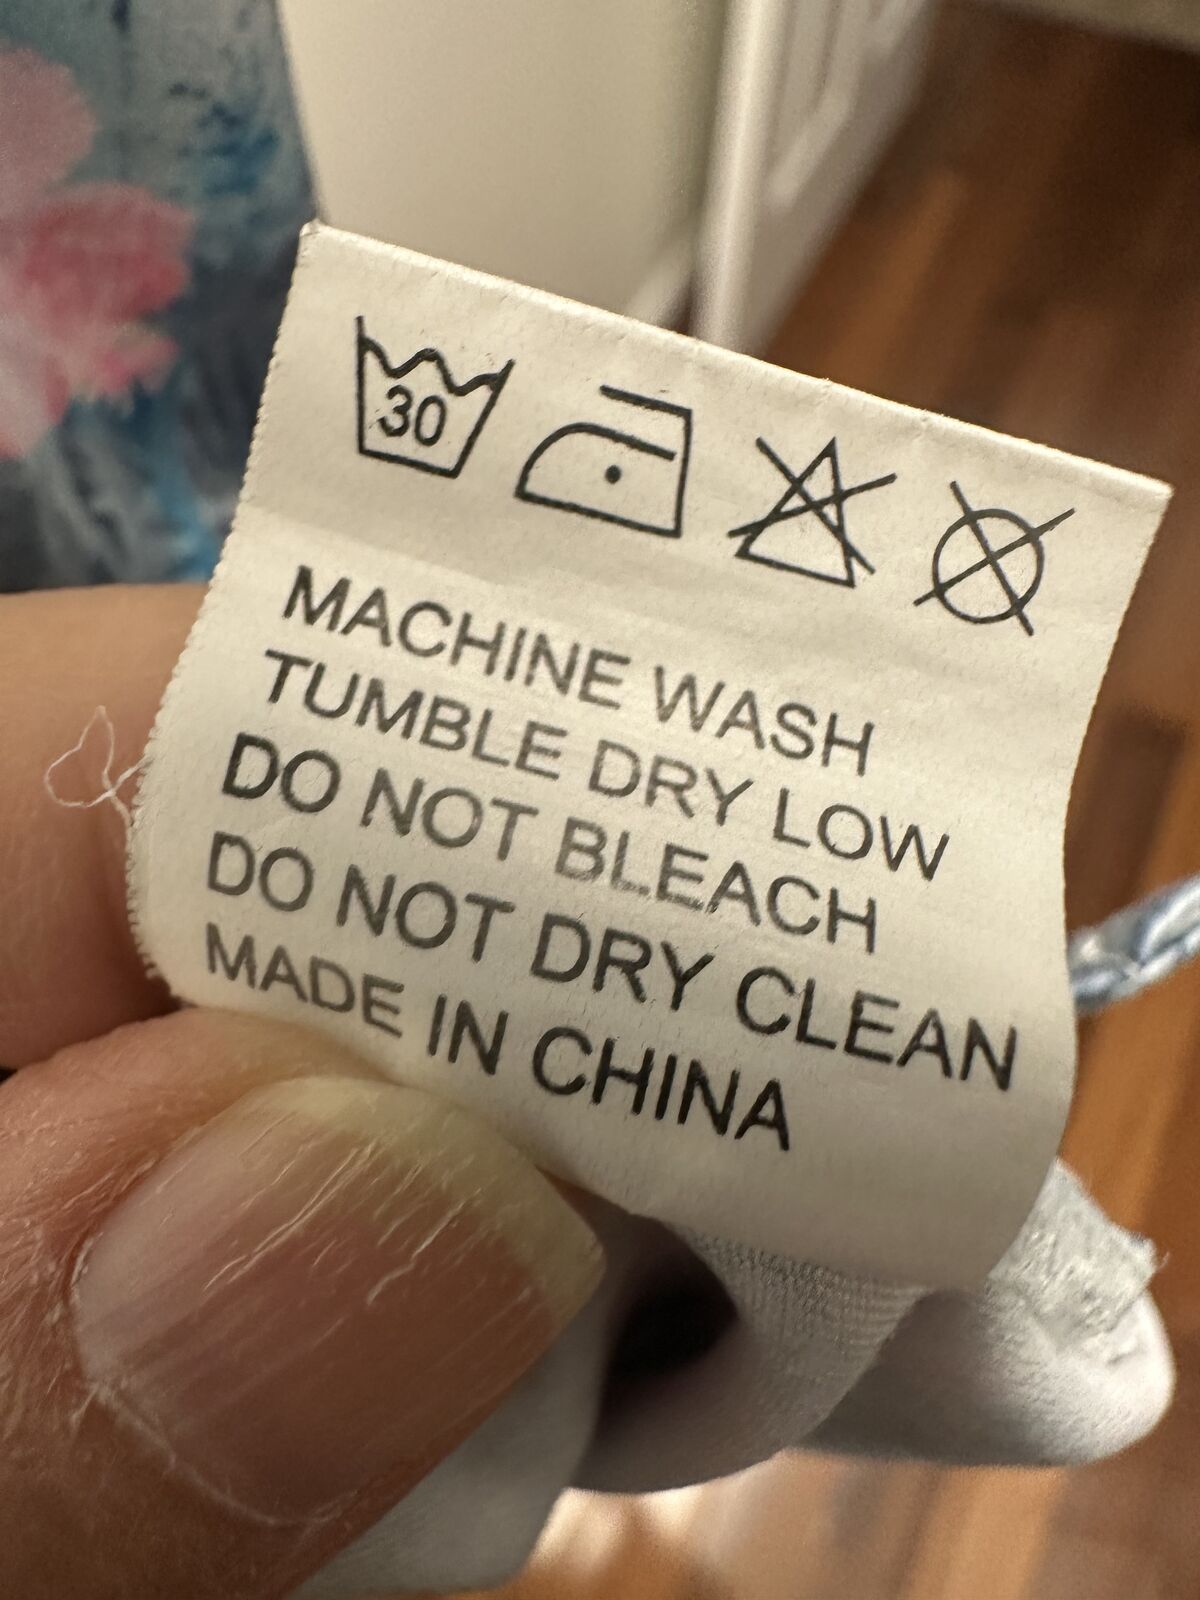 30
MACHINE WASH
TUMBLE DRY LOW
DO NOT BLEACH
DO NOT DRY CLEAN
MADE IN CHINA